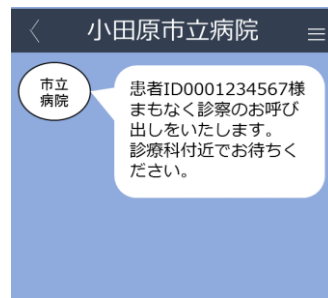 小田原市立病院
市立
病院
患者ID0001234567様
まもなく診察のお呼び
出しをいたします。
診療科付近でお待ちく
ださい。